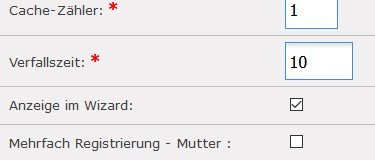 Cache-Zähler: * 1
Verfallszeit: * 10
Anzeige im Wizard:
Mehrfach Registrierung - Mutter :